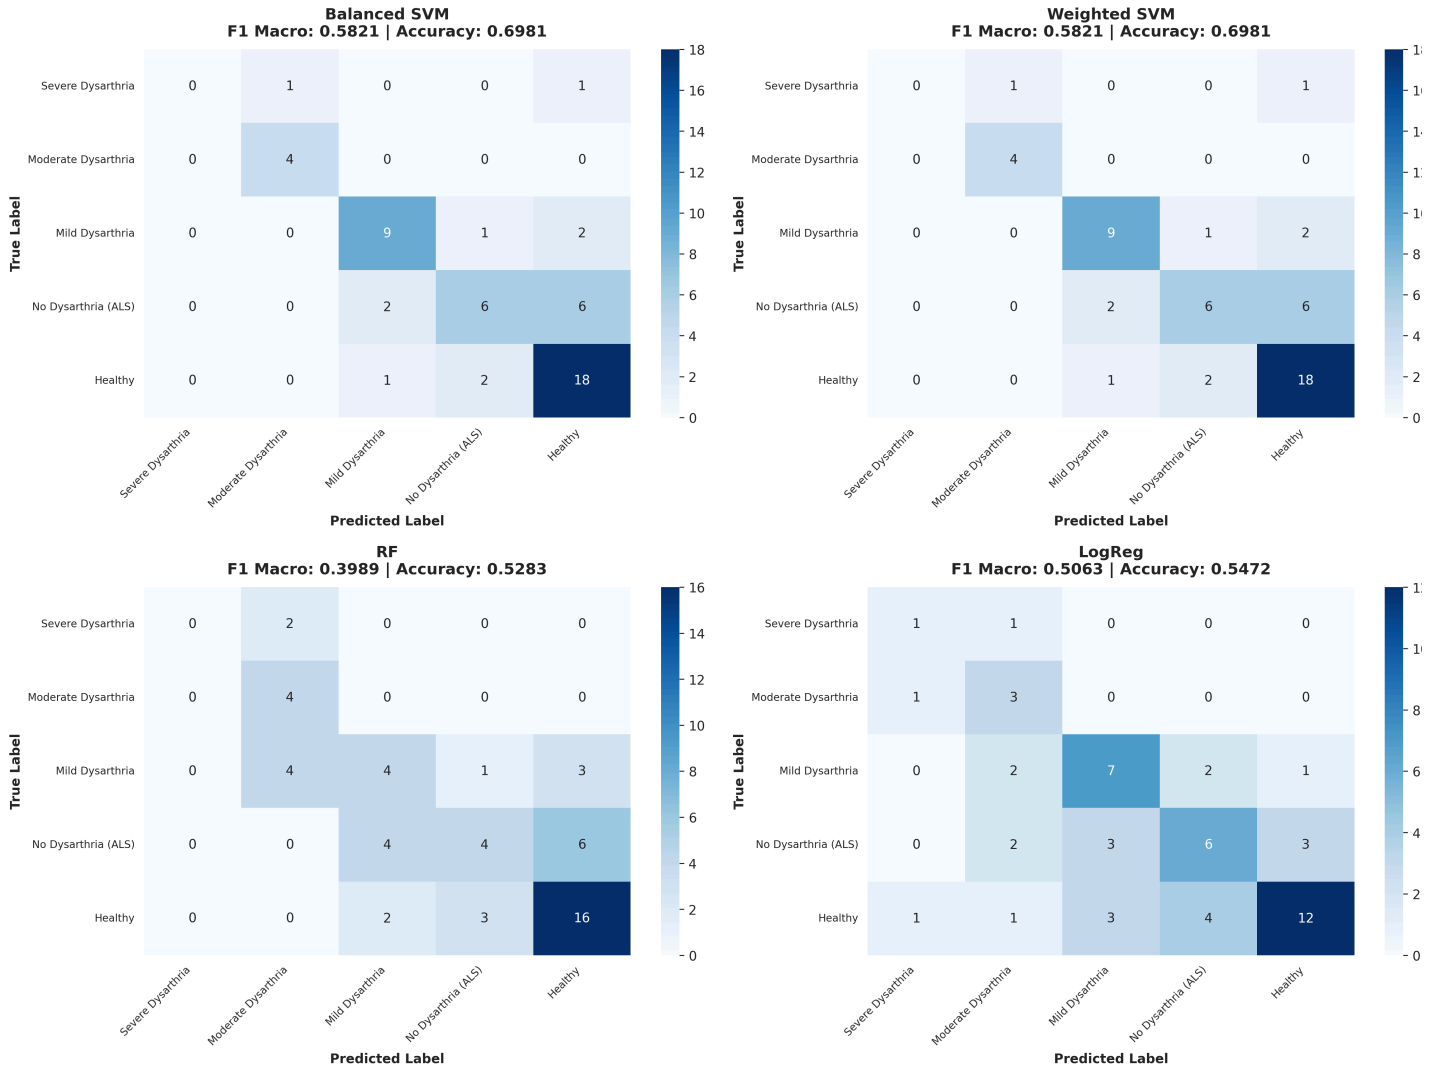 Balanced SVM
F1 Macro: 0.5821 | Accuracy: 0.6981
True Label
Severe Dysarthria 0 1 0 0 1
Moderate Dysarthria 0 4 0 0 0
Mild Dysarthria 0 0 9 1 2
No Dysarthria (ALS) 0 0 2 6 6
Healthy 0 0 1 2 18
Severe Dysarthria Moderate Dysarthria Mild Dysarthria No Dysarthria (ALS) Healthy
Predicted Label
18
16
14
12
10
8
6
4
2
0
Weighted SVM
F1 Macro: 0.5821 | Accuracy: 0.6981
True Label
Severe Dysarthria 0 1 0 0 1
Moderate Dysarthria 0 4 0 0 0
Mild Dysarthria 0 0 9 1 2
No Dysarthria (ALS) 0 0 2 6 6
Healthy 0 0 1 2 18
Severe Dysarthria Moderate Dysarthria Mild Dysarthria No Dysarthria (ALS) Healthy
Predicted Label
8
6
4
2
0
RF
F1 Macro: 0.3989 | Accuracy: 0.5283
True Label
Severe Dysarthria 0 2 0 0 0
Moderate Dysarthria 0 4 0 0 0
Mild Dysarthria 0 4 4 1 3
No Dysarthria (ALS) 0 0 4 4 6
Healthy 0 0 2 3 16
Severe Dysarthria Moderate Dysarthria Mild Dysarthria No Dysarthria (ALS) Healthy
Predicted Label
16
14
12
10
8
6
4
2
0
LogReg
F1 Macro: 0.5063 | Accuracy: 0.5472
True Label
Severe Dysarthria 1 1 0 0 0
Moderate Dysarthria 1 3 0 0 0
Mild Dysarthria 0 2 7 2 1
No Dysarthria (ALS) 0 2 3 6 3
Healthy 1 1 3 4 12
Severe Dysarthria Moderate Dysarthria Mild Dysarthria No Dysarthria (ALS) Healthy
Predicted Label
8
6
4
2
0